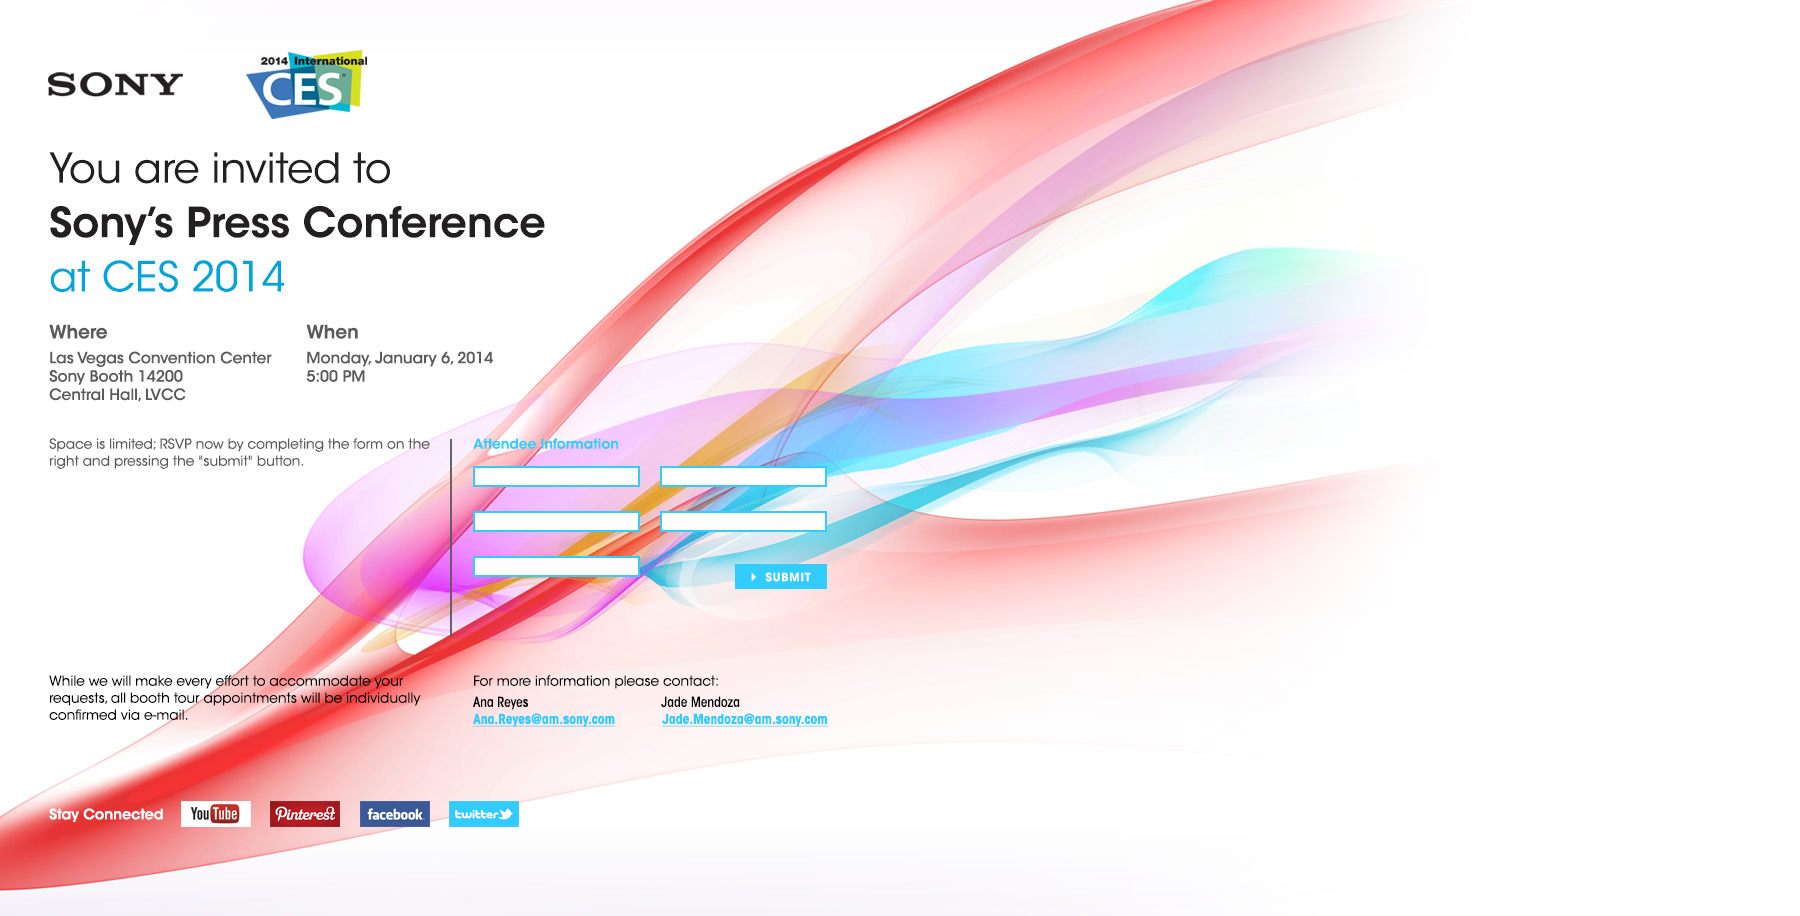 SONY
2014 International
CES
You are invited to
Sony's Press Conference
at CES 2014
Where
Las Vegas Convention Center
Sony Booth 14200
Central Hall, LVCC
When
Monday, January 6, 2014
5:00 PM
Space is limited; RSVP now by completing the form on the
right and pressing the "submit" button.
Attendee Information
SUBMIT
While we will make every effort to accommodate your
requests, all booth tour appointments will be individually
confirmed via e-mail.
For more information please contact:
Ana Reyes
Ana.Reyes@am.sony.com
Jade Mendoza
Jade.Mendoza@am.sony.com
Stay Connected
YouTube
Pinterest
facebook
twitter